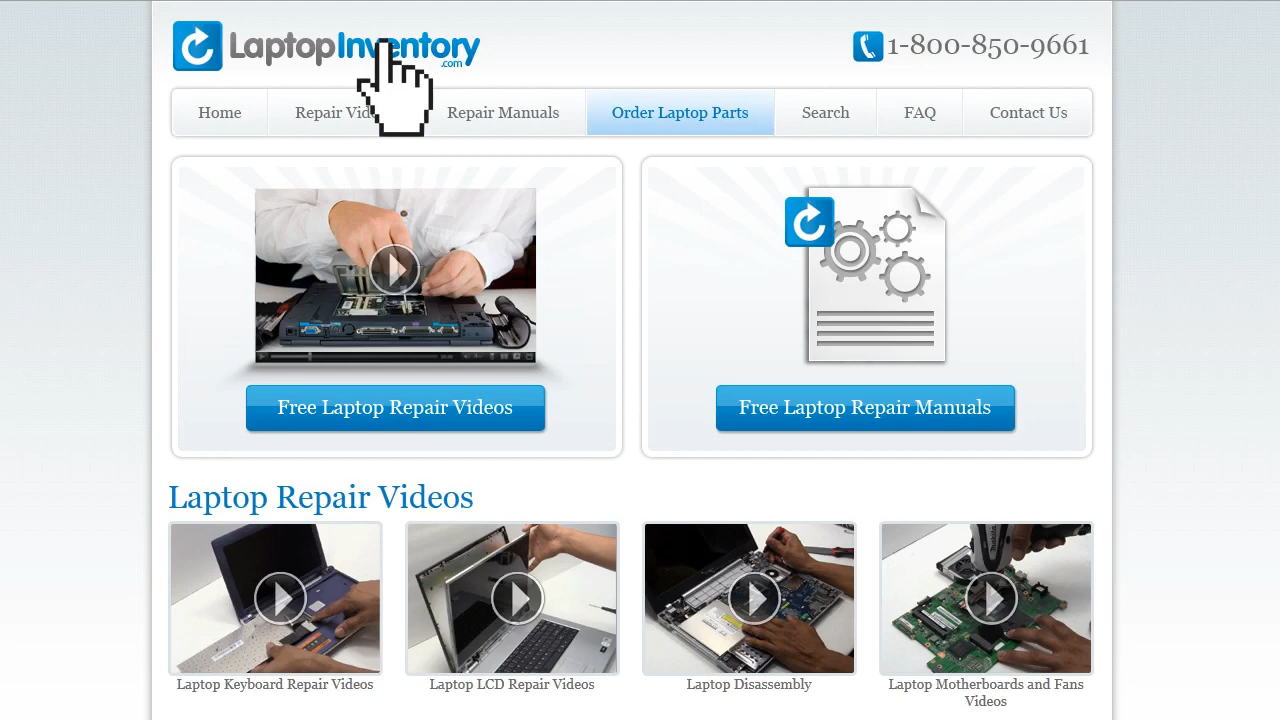 LaptopInventory
.com
1-800-850-9661
Home
Repair Vid
Repair Manuals
Order Laptop Parts
Search
FAQ
Contact Us
Free Laptop Repair Videos
Free Laptop Repair Manuals
Laptop Repair Videos
Laptop Keyboard Repair Videos
Laptop LCD Repair Videos
Laptop Disassembly
Laptop Motherboards and Fans
Videos